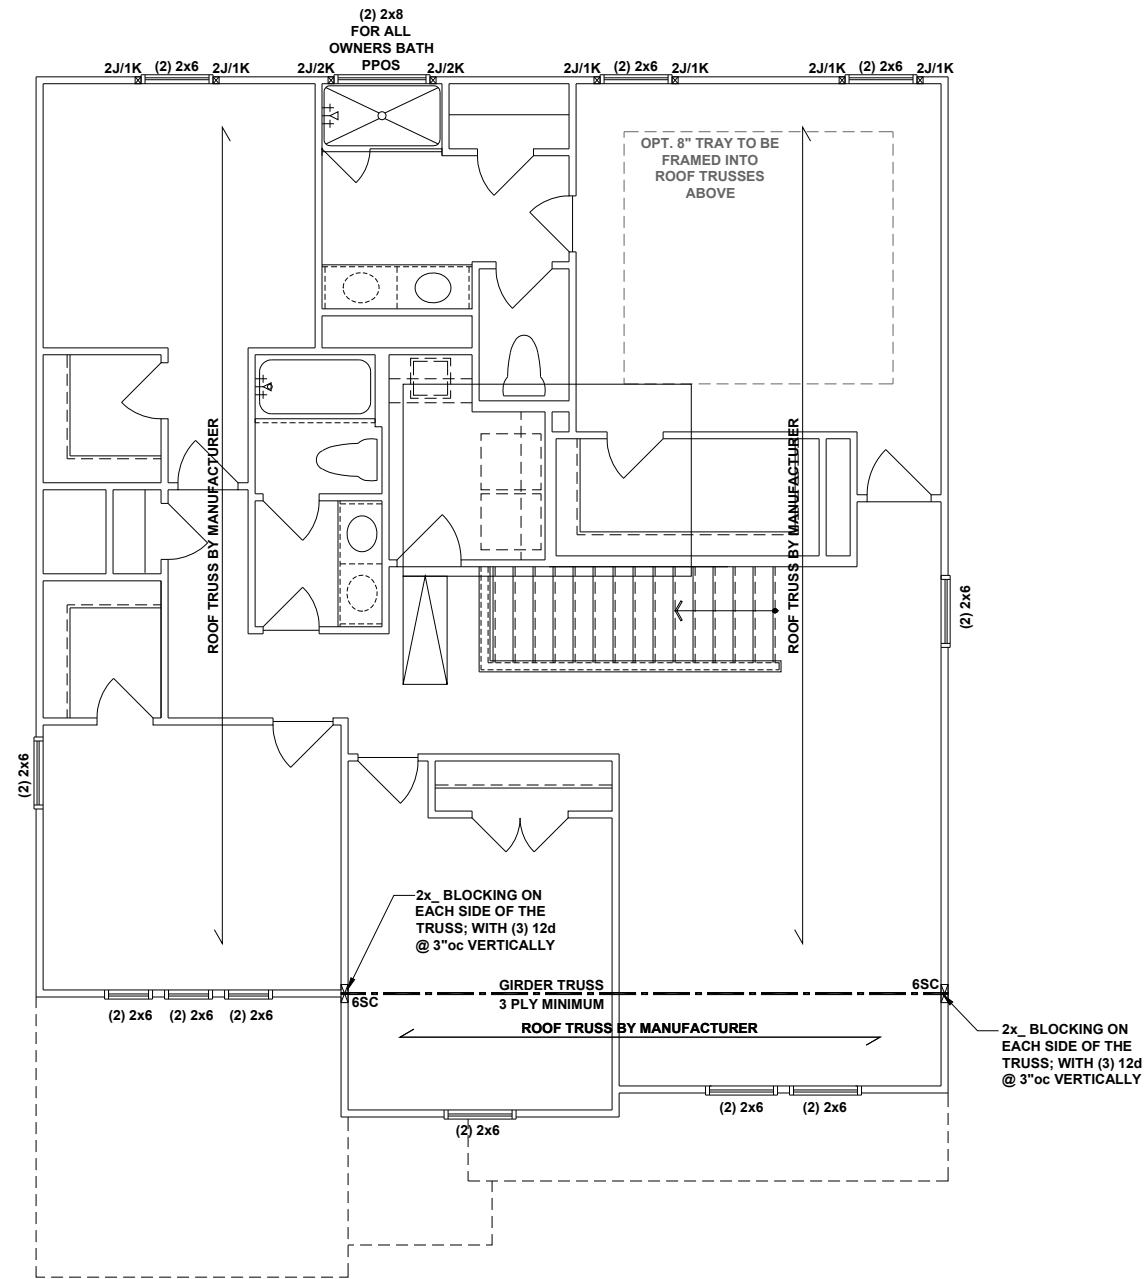 (2) 2x8
FOR ALL
OWNERS BATH
PPOS
2J/1K
(2) 2x6
2J/1K
2J/2K
2J/2K
2J/1K
(2) 2x6
2J/1K
2J/1K
(2) 2x6
2J/1K
OPT. 8" TRAY TO BE
FRAMED INTO
ROOF TRUSSES
ABOVE
ROOF TRUSS BY MANUFACTURER
ROOF TRUSS BY MANUFACTURER
(2) 2x6
(2) 2x6
2x_ BLOCKING ON
EACH SIDE OF THE
TRUSS; WITH (3) 12d
@ 3"oc VERTICALLY
GIRDER TRUSS
3 PLY MINIMUM
6SC
6SC
ROOF TRUSS BY MANUFACTURER
(2) 2x6
(2) 2x6
(2) 2x6
2x_ BLOCKING ON
EACH SIDE OF THE
TRUSS; WITH (3) 12d
@ 3"oc VERTICALLY
(2) 2x6
(2) 2x6
(2) 2x6